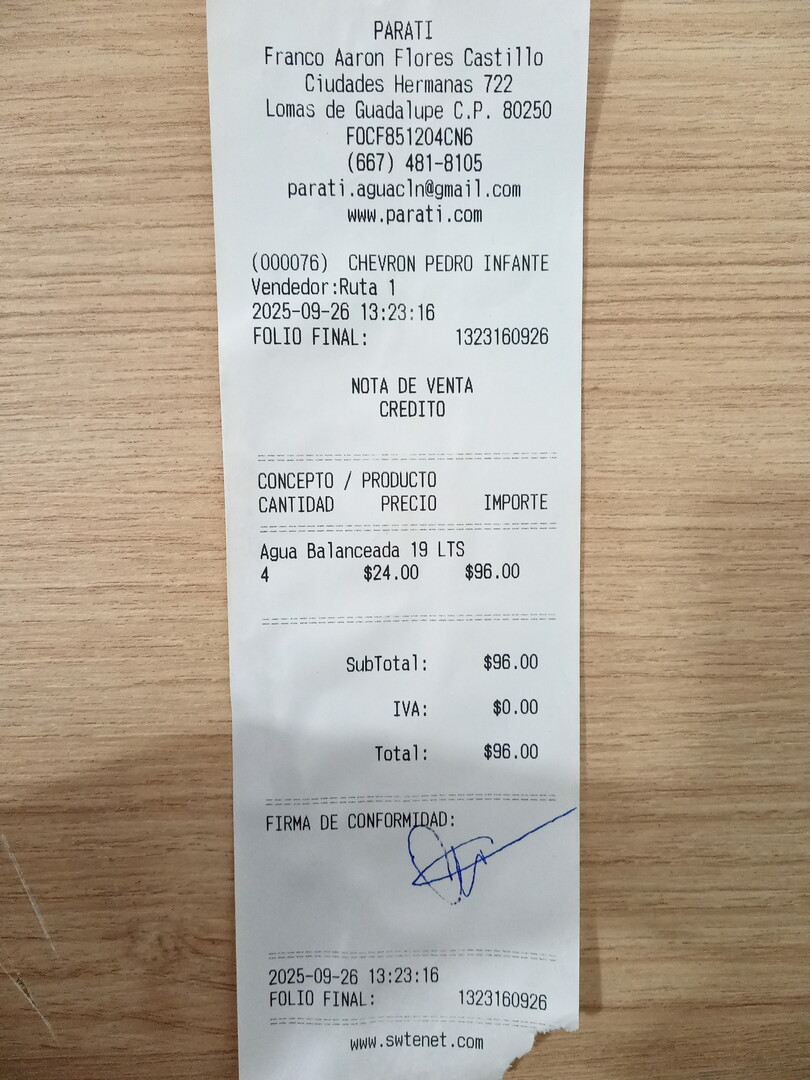 PARATI
Franco Aaron Flores Castillo
Ciudades Hermanas 722
Lomas de Guadalupe C.P. 80250
FOCF851204CN6
(667) 481-8105
parati.aguacln@gmail.com
www.parati.com
(000076) CHEVRON PEDRO INFANTE
Vendedor:Ruta 1
2025-09-26 13:23:16
FOLIO FINAL: 1323160926
NOTA DE VENTA
CREDITO
CONCEPTO / PRODUCTO
CANTIDAD PRECIO IMPORTE
Agua Balanceada 19 LTS
4 $24.00 $96.00
SubTotal: $96.00
IVA: $0.00
Total: $96.00
FIRMA DE CONFORMIDAD:
2025-09-26 13:23:16
FOLIO FINAL: 1323160926
www.swtenet.com